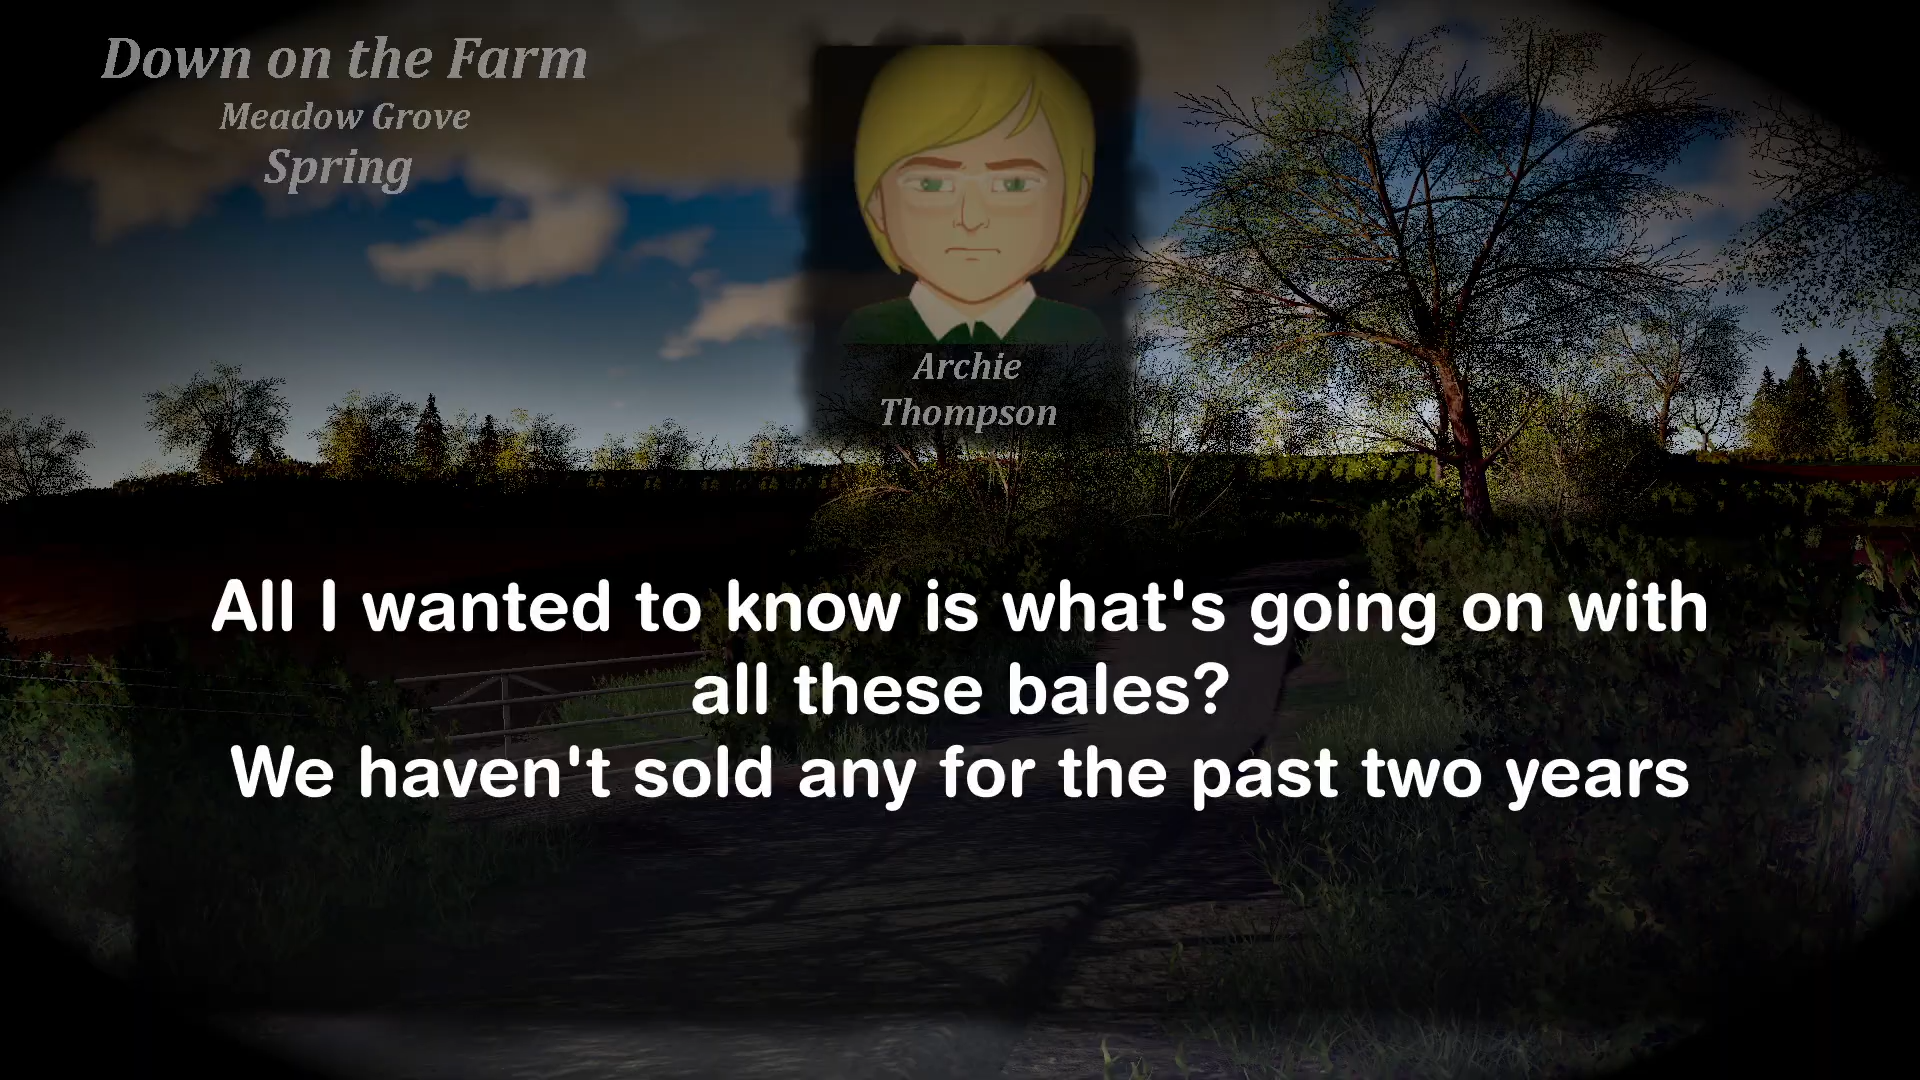 Down on the Farm
Meadow Grove
Spring
Archie
Thompson
All I wanted to know is what's going on with
all these bales?
We haven't sold any for the past two years